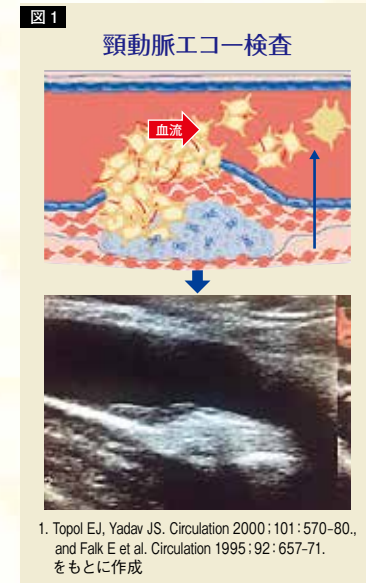 図1
頸動脈エコー検査
血流
1. Topol EJ, Yadav JS. Circulation 2000；101：570-80.,
and Falk E et al. Circulation 1995；92：657-71.
をもとに作成